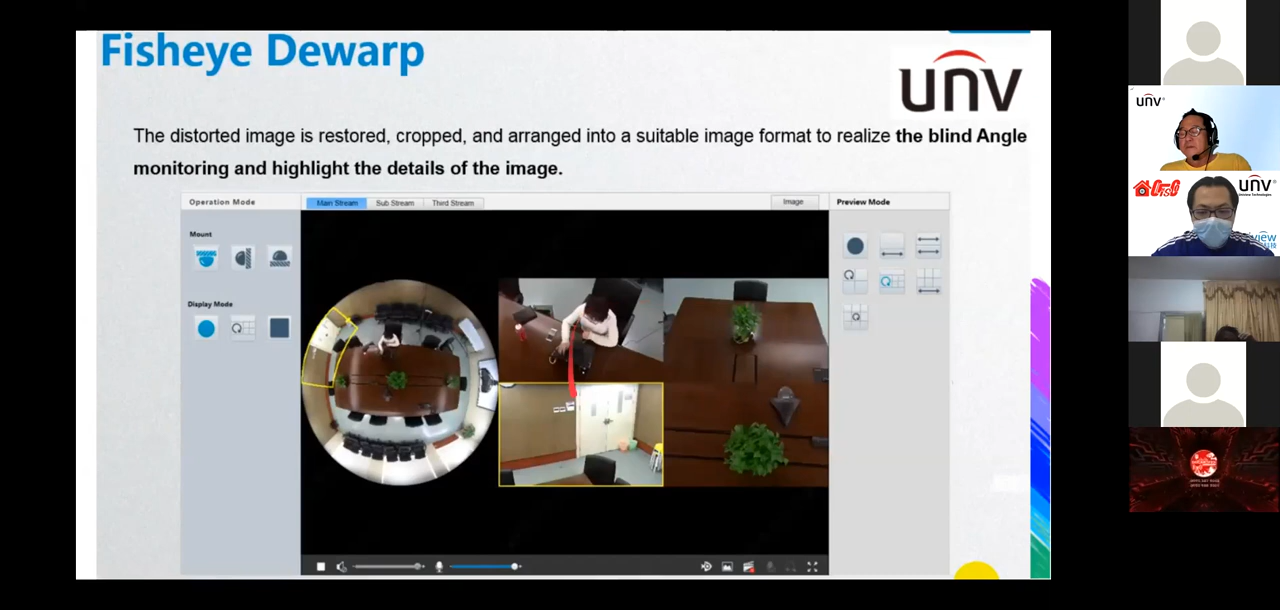 Fisheye Dewarp
unv
The distorted image is restored, cropped, and arranged into a suitable image format to realize the blind Angle
monitoring and highlight the details of the image.
Operation Mode
Main Stream
Sub Stream
Third Stream
Image
Preview Mode
Mount
Display Mode
unv
unv
view